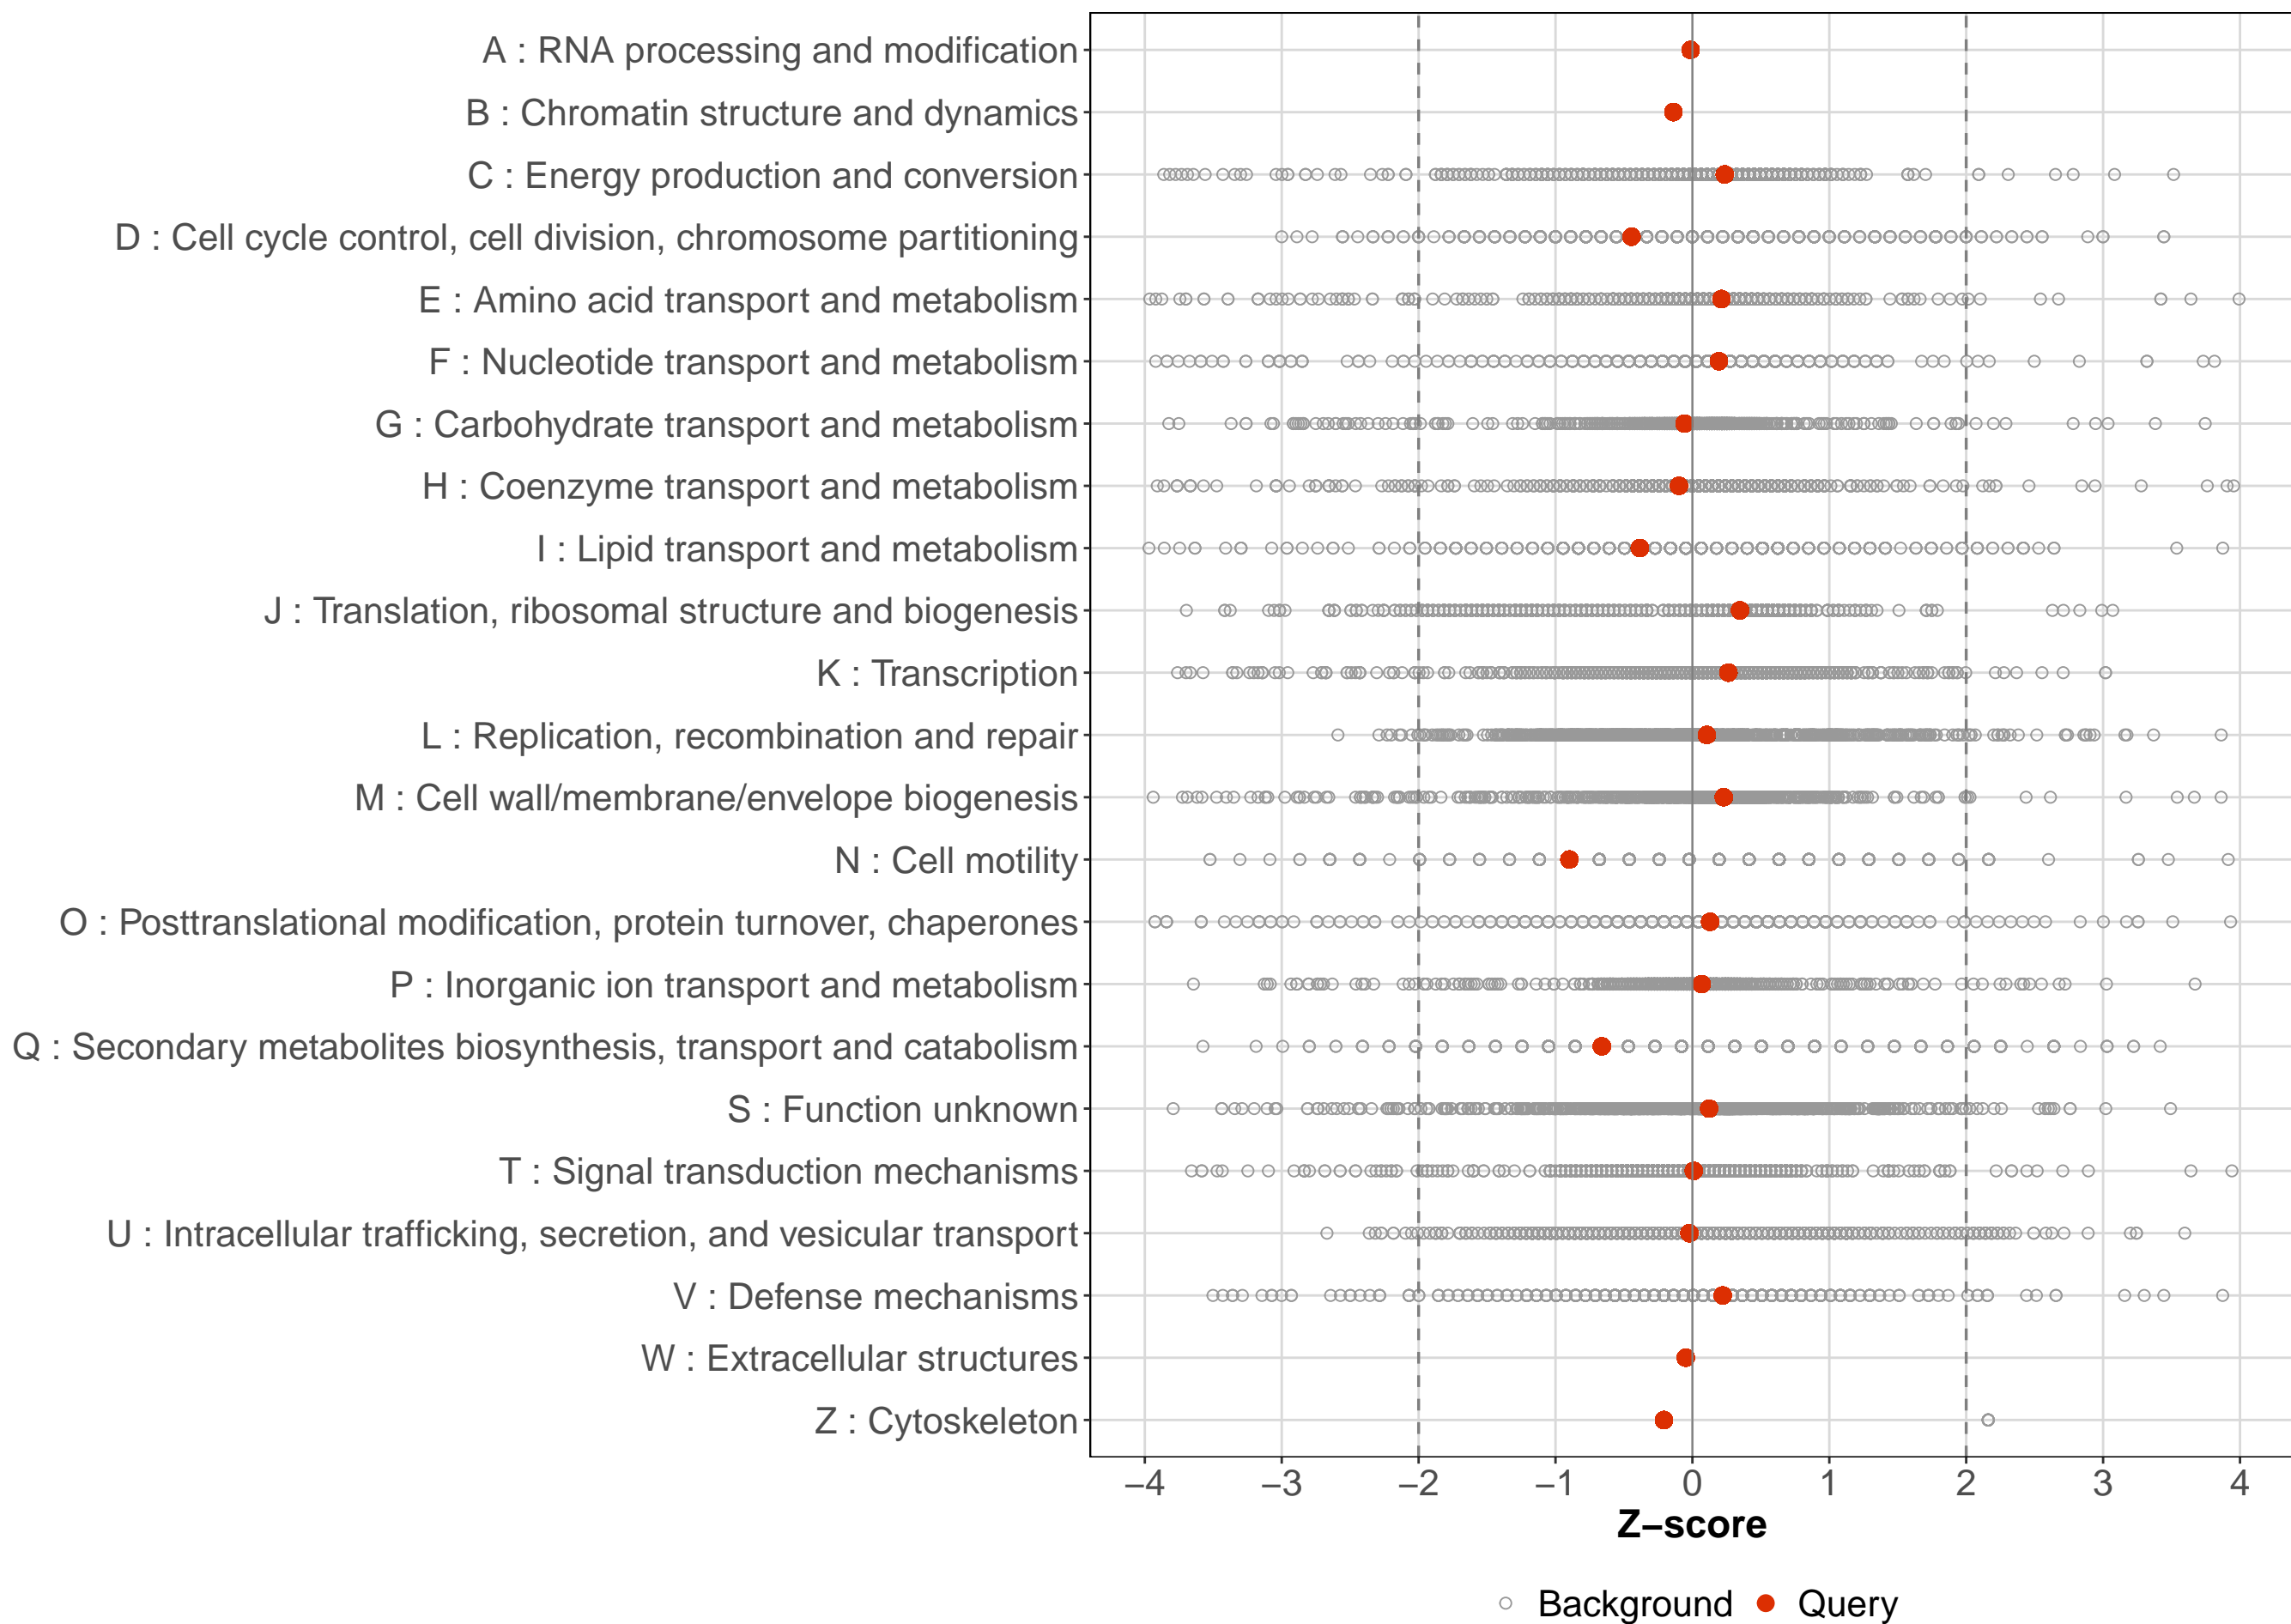 A : RNA processing and modification
B : Chromatin structure and dynamics
C : Energy production and conversion
D : Cell cycle control, cell division, chromosome partitioning
E : Amino acid transport and metabolism
F : Nucleotide transport and metabolism
G : Carbohydrate transport and metabolism
H : Coenzyme transport and metabolism
I : Lipid transport and metabolism
J : Translation, ribosomal structure and biogenesis
K : Transcription
L : Replication, recombination and repair
M : Cell wall/membrane/envelope biogenesis
N : Cell motility
O : Posttranslational modification, protein turnover, chaperones
P : Inorganic ion transport and metabolism
Q : Secondary metabolites biosynthesis, transport and catabolism
S : Function unknown
T : Signal transduction mechanisms
U : Intracellular trafficking, secretion, and vesicular transport
V : Defense mechanisms
W : Extracellular structures
Z : Cytoskeleton
−4 −3 −2 −1 0 1 2 3 4
Z−score
Background Query